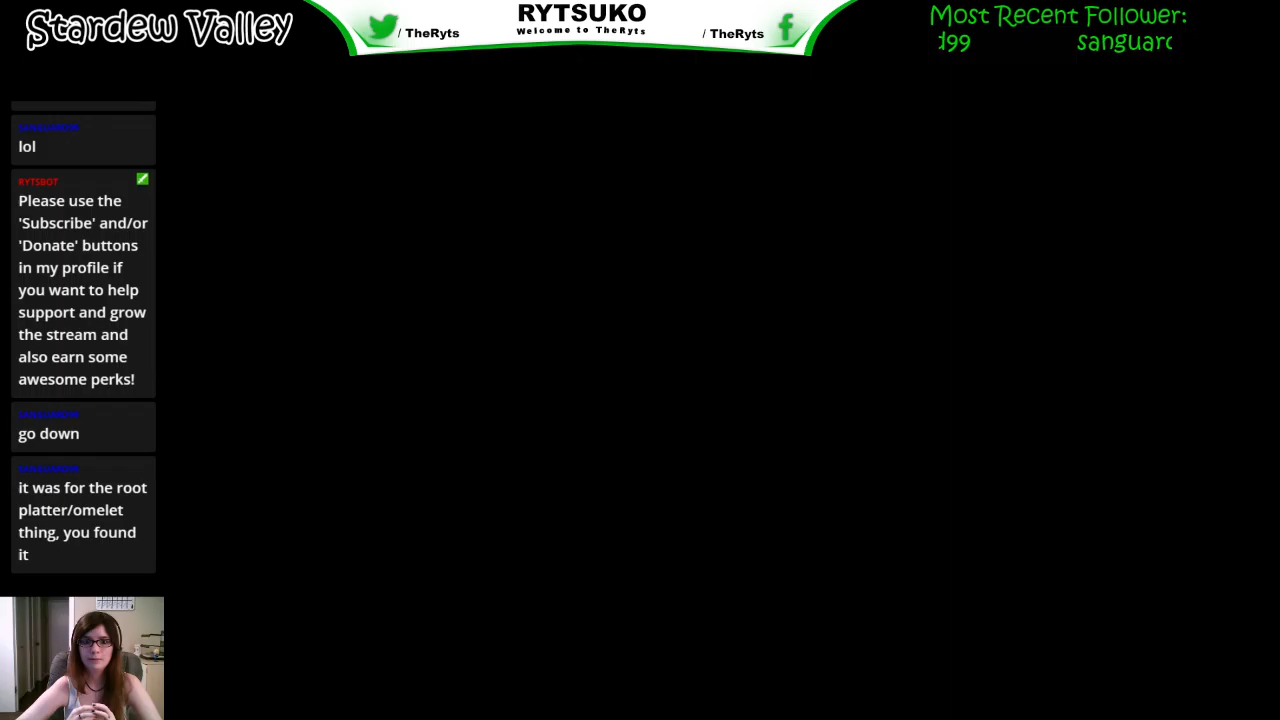 Stardew Valley
RYTSUKO
Welcome to TheRyts
/ TheRyts
/ TheRyts
Most Recent Follower:
d99 sanguard
lol
RYTSBOT
Please use the
'Subscribe' and/or
'Donate' buttons
in my profile if
you want to help
support and grow
the stream and
also earn some
awesome perks!
go down
it was for the root
platter/omelet
thing, you found
it